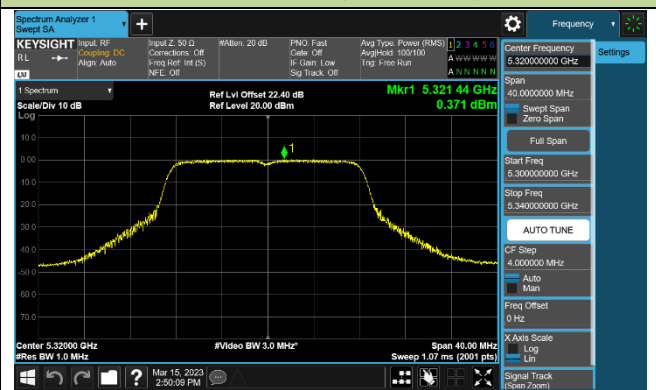 Spectrum Analyzer 1
Swept SA
Frequency
KEYSIGHT
RL
Input: RF
Coupling: DC
Align: Auto
Input Z: 50 Ω
Corrections: Off
Freq Ref: Int (S)
NFE: Off
#Atten: 20 dB
PNO: Fast
Gate: Off
IF Gain: Low
Sig Track: Off
Avg Type: Power (RMS)
Avg|Hold: 100/100
Trig: Free Run
1 2 3 4 5 6
A W W W W W
A N N N N N
LXI
1 Spectrum
Scale/Div 10 dB
Log
Ref Lvl Offset 22.40 dB
Ref Level 20.00 dBm
Mkr1 5.321 44 GHz
0.371 dBm
1
10.0
0.00
-10.0
-20.0
-30.0
-40.0
-50.0
-60.0
-70.0
Center 5.32000 GHz
#Res BW 1.0 MHz
#Video BW 3.0 MHz*
Span 40.00 MHz
Sweep 1.07 ms (2001 pts)
Mar 15, 2023
2:50:09 PM
Center Frequency
5.320000000 GHz
Settings
Span
40.0000000 MHz
Swept Span
Zero Span
Full Span
Start Freq
5.300000000 GHz
Stop Freq
5.340000000 GHz
AUTO TUNE
CF Step
4.000000 MHz
Auto
Man
Freq Offset
0 Hz
X Axis Scale
Log
Lin
Signal Track
(Span Zoom)